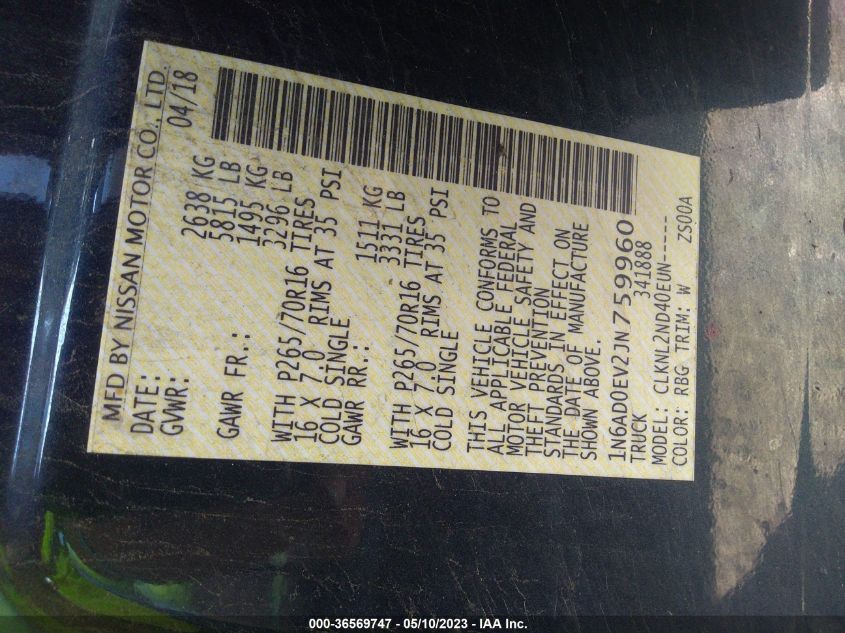 MFD BY NISSAN MOTOR CO., LTD.
DATE: 04/18
GVWR: 2638 KG
5815 LB
GAWR FR.: 1495 KG
3296 LB
WITH P265/70R16 TIRES
16 X 7.0 RIMS AT 35 PSI
COLD SINGLE
GAWR RR.: 1511 KG
3331 LB
WITH P265/70R16 TIRES
16 X 7.0 RIMS AT 35 PSI
COLD SINGLE
THIS VEHICLE CONFORMS TO
ALL APPLICABLE FEDERAL
MOTOR VEHICLE SAFETY AND
THEFT PREVENTION
STANDARDS IN EFFECT ON
THE DATE OF MANUFACTURE
SHOWN ABOVE.
1N6AD0EV2JN759960
TRUCK 341888
MODEL: CLKNL2ND40EUN-----
COLOR: RBG TRIM: W ZS00A
000-36569747 - 05/10/2023 - IAA Inc.